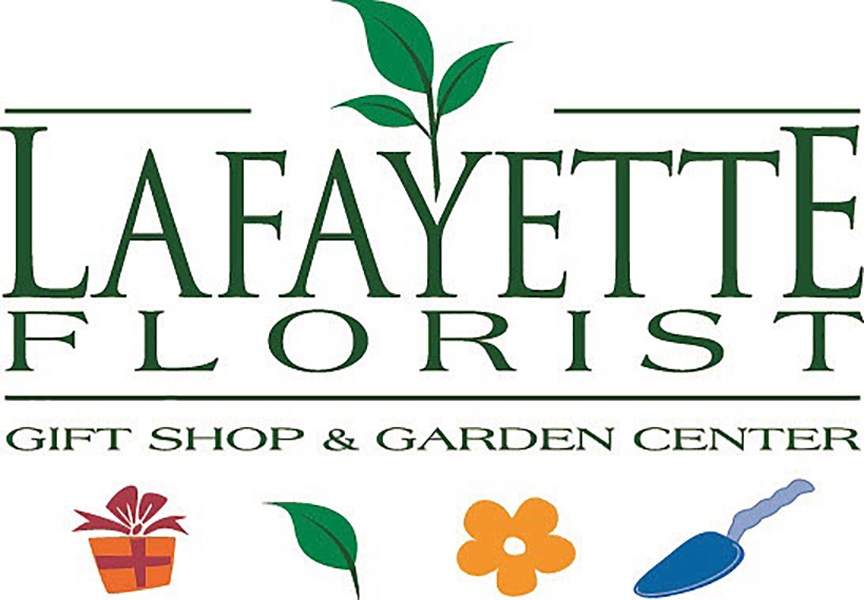 LAFAYETTE
FLORIST
GIFT SHOP & GARDEN CENTER